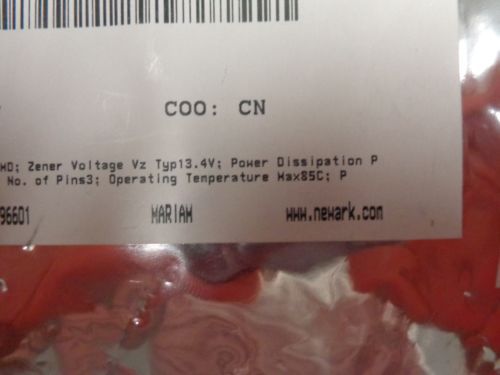 COO: CN
MD; Zener Voltage Vz Typ13.4V; Power Dissipation P
No. of Pins3; Operating Temperature Max85C; P
96601 MARIAM www.newark.com